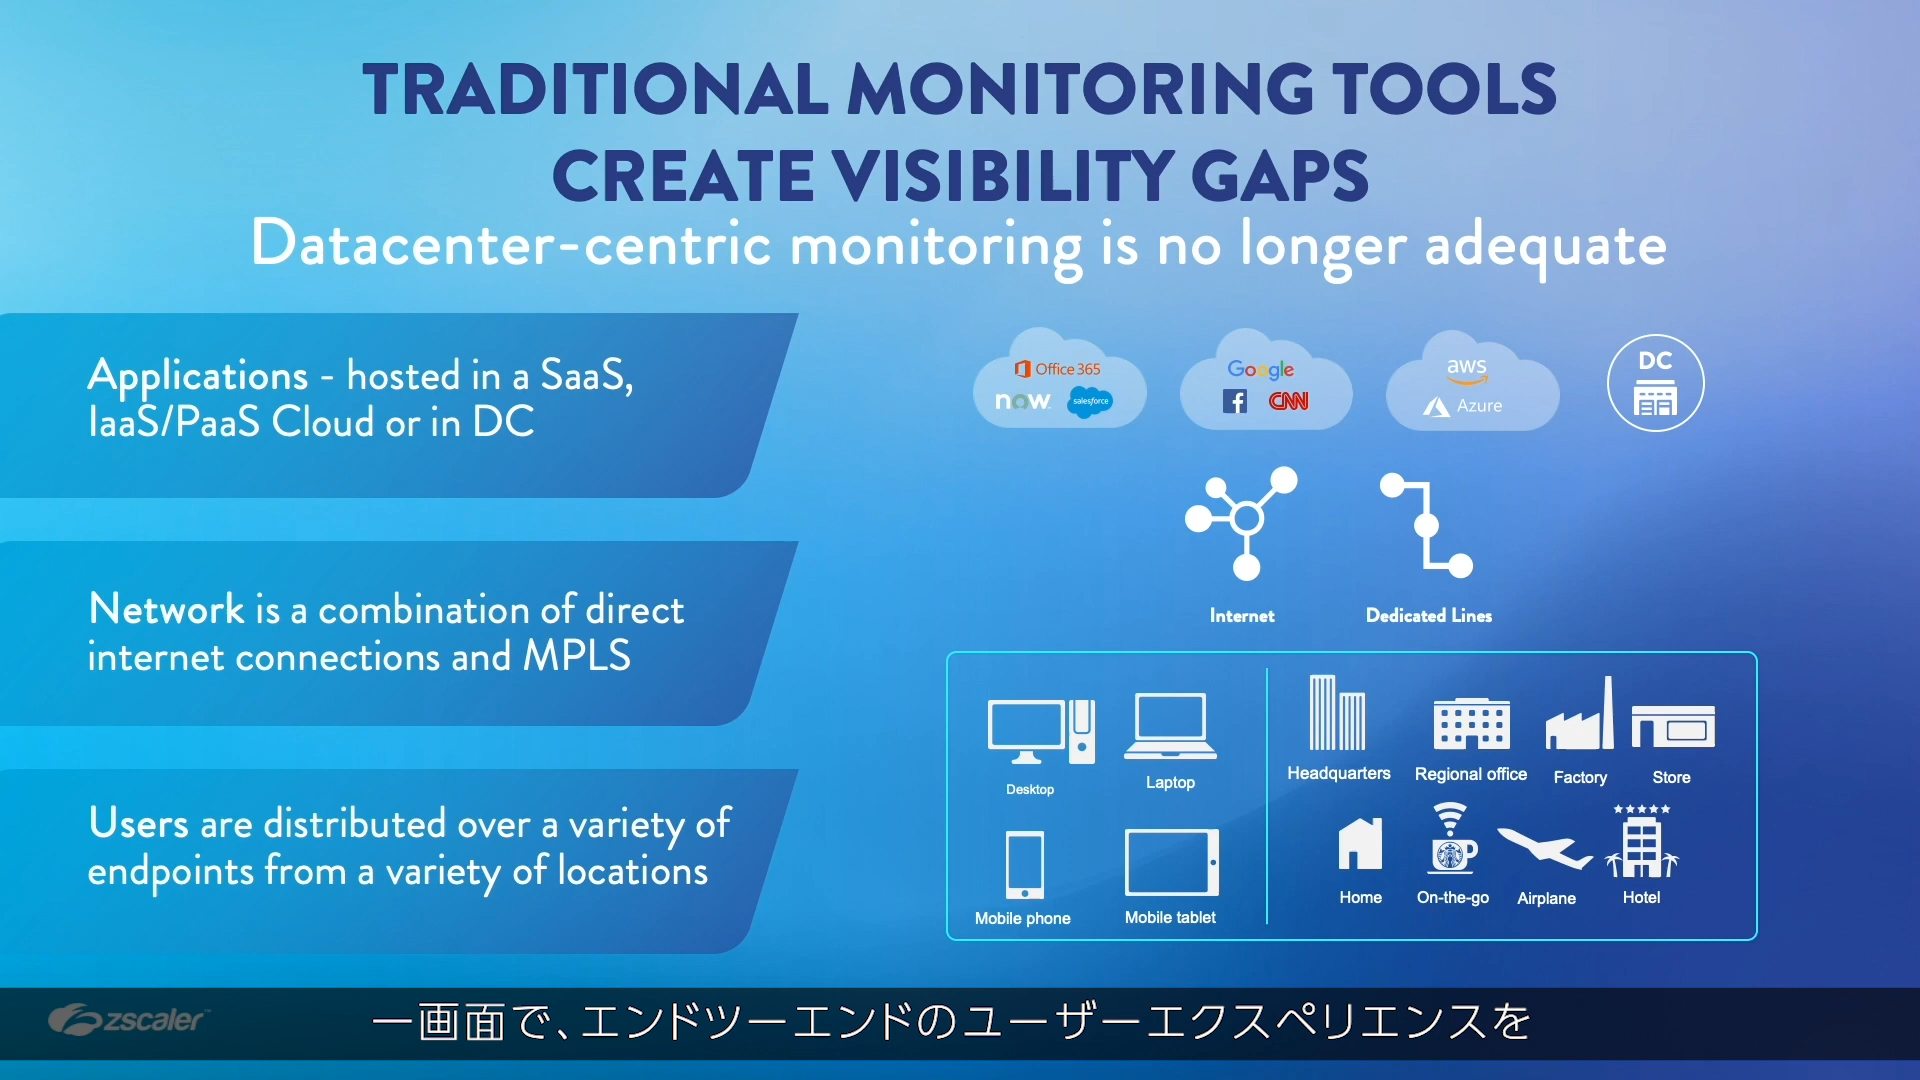 TRADITIONAL MONITORING TOOLS
CREATE VISIBILITY GAPS
Datacenter-centric monitoring is no longer adequate
Applications - hosted in a SaaS,
IaaS/PaaS Cloud or in DC
Network is a combination of direct
internet connections and MPLS
Users are distributed over a variety of
endpoints from a variety of locations
Office 365
now
salesforce
Google
CNN
aws
Azure
DC
Internet
Dedicated Lines
Desktop
Laptop
Mobile phone
Mobile tablet
Headquarters
Regional office
Factory
Store
Home
On-the-go
Airplane
Hotel
zscaler™
一画面で、エンドツーエンドのユーザーエクスペリエンスを